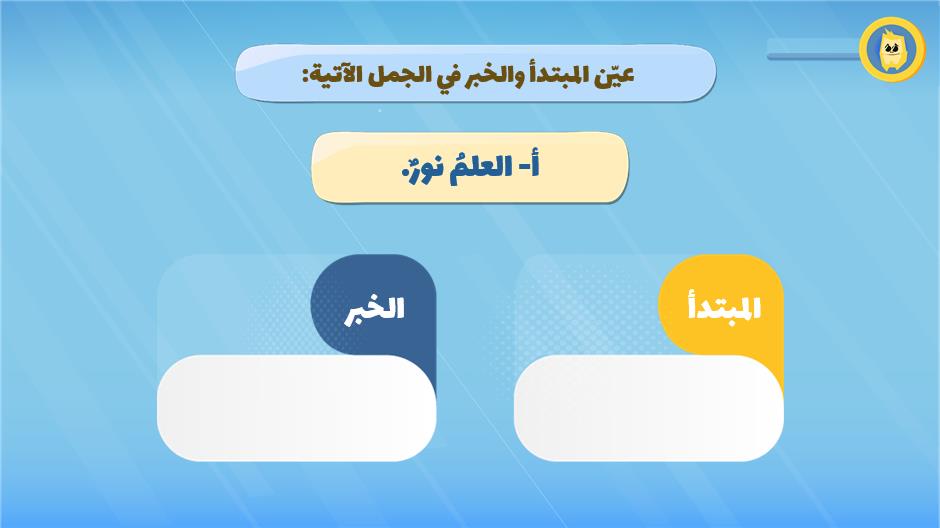 عيّن المبتدأ والخبر في الجمل الآتية:
أ- العلمُ نورٌ.
المبتدأ
الخبر